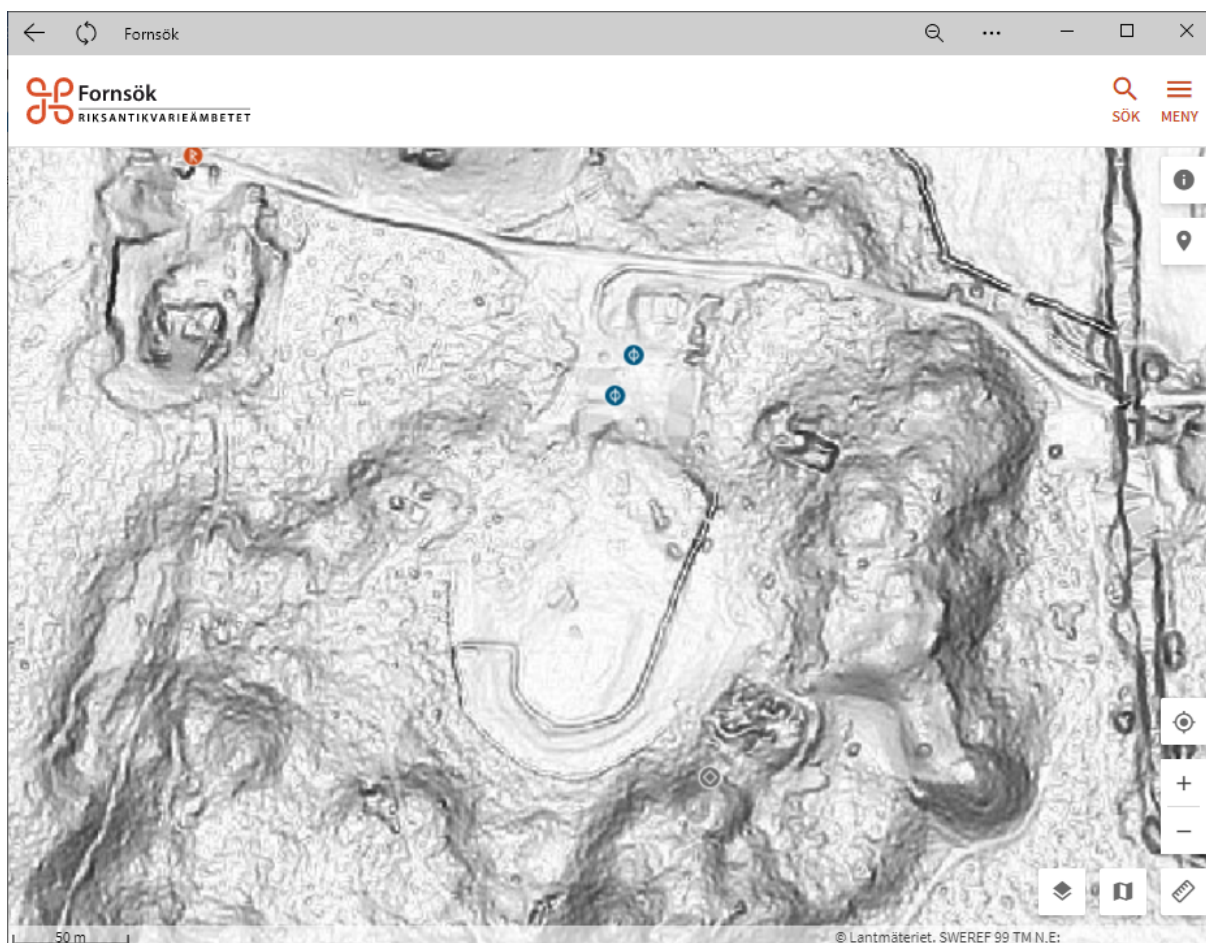 Fornsök
Fornsök
RIKSANTIKVARIEÄMBETET
SÖK
MENY
R
50 m
© Lantmäteriet, SWEREF 99 TM N,E: